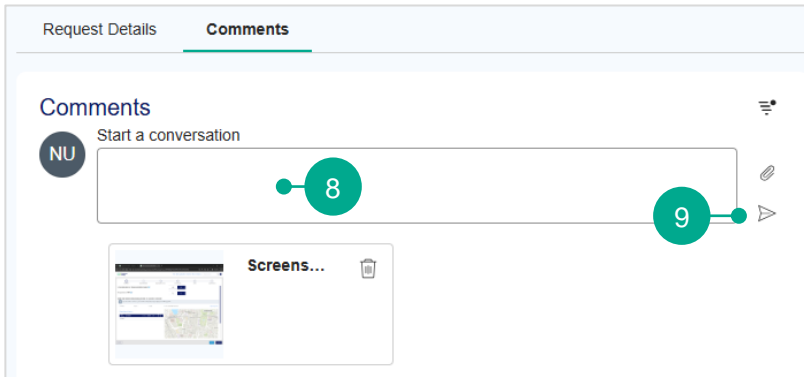 Request Details Comments
Comments
Start a conversation
NU
8
9
Screens...